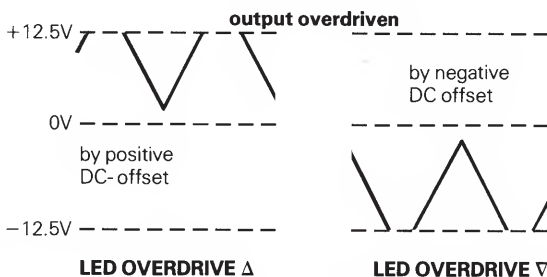 output overdriven
+12.5V
by negative
DC offset
0V
by positive
DC- offset
−12.5V
LED OVERDRIVE Δ
LED OVERDRIVE ∇